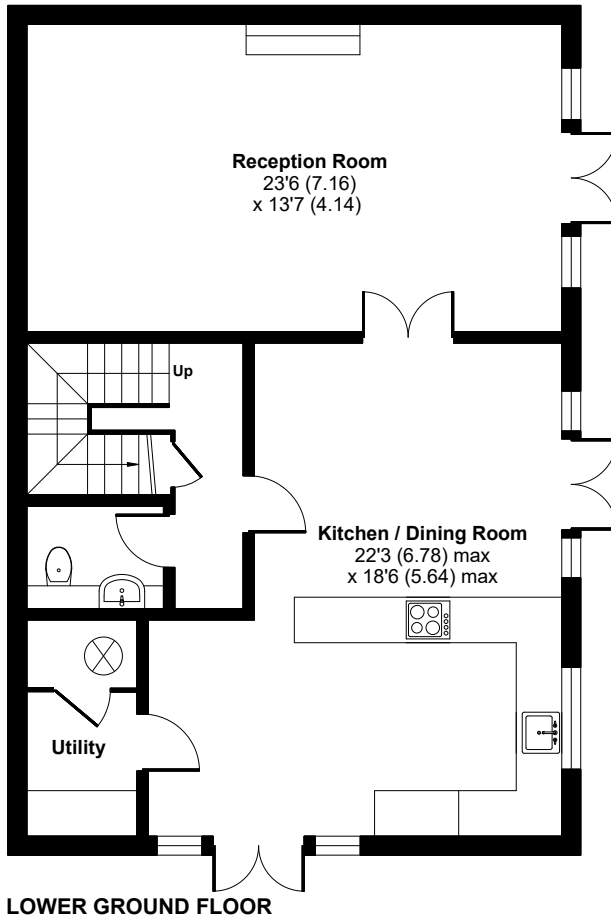 Reception Room
23'6 (7.16)
x 13'7 (4.14)
Up
Kitchen / Dining Room
22'3 (6.78) max
x 18'6 (5.64) max
Utility
LOWER GROUND FLOOR